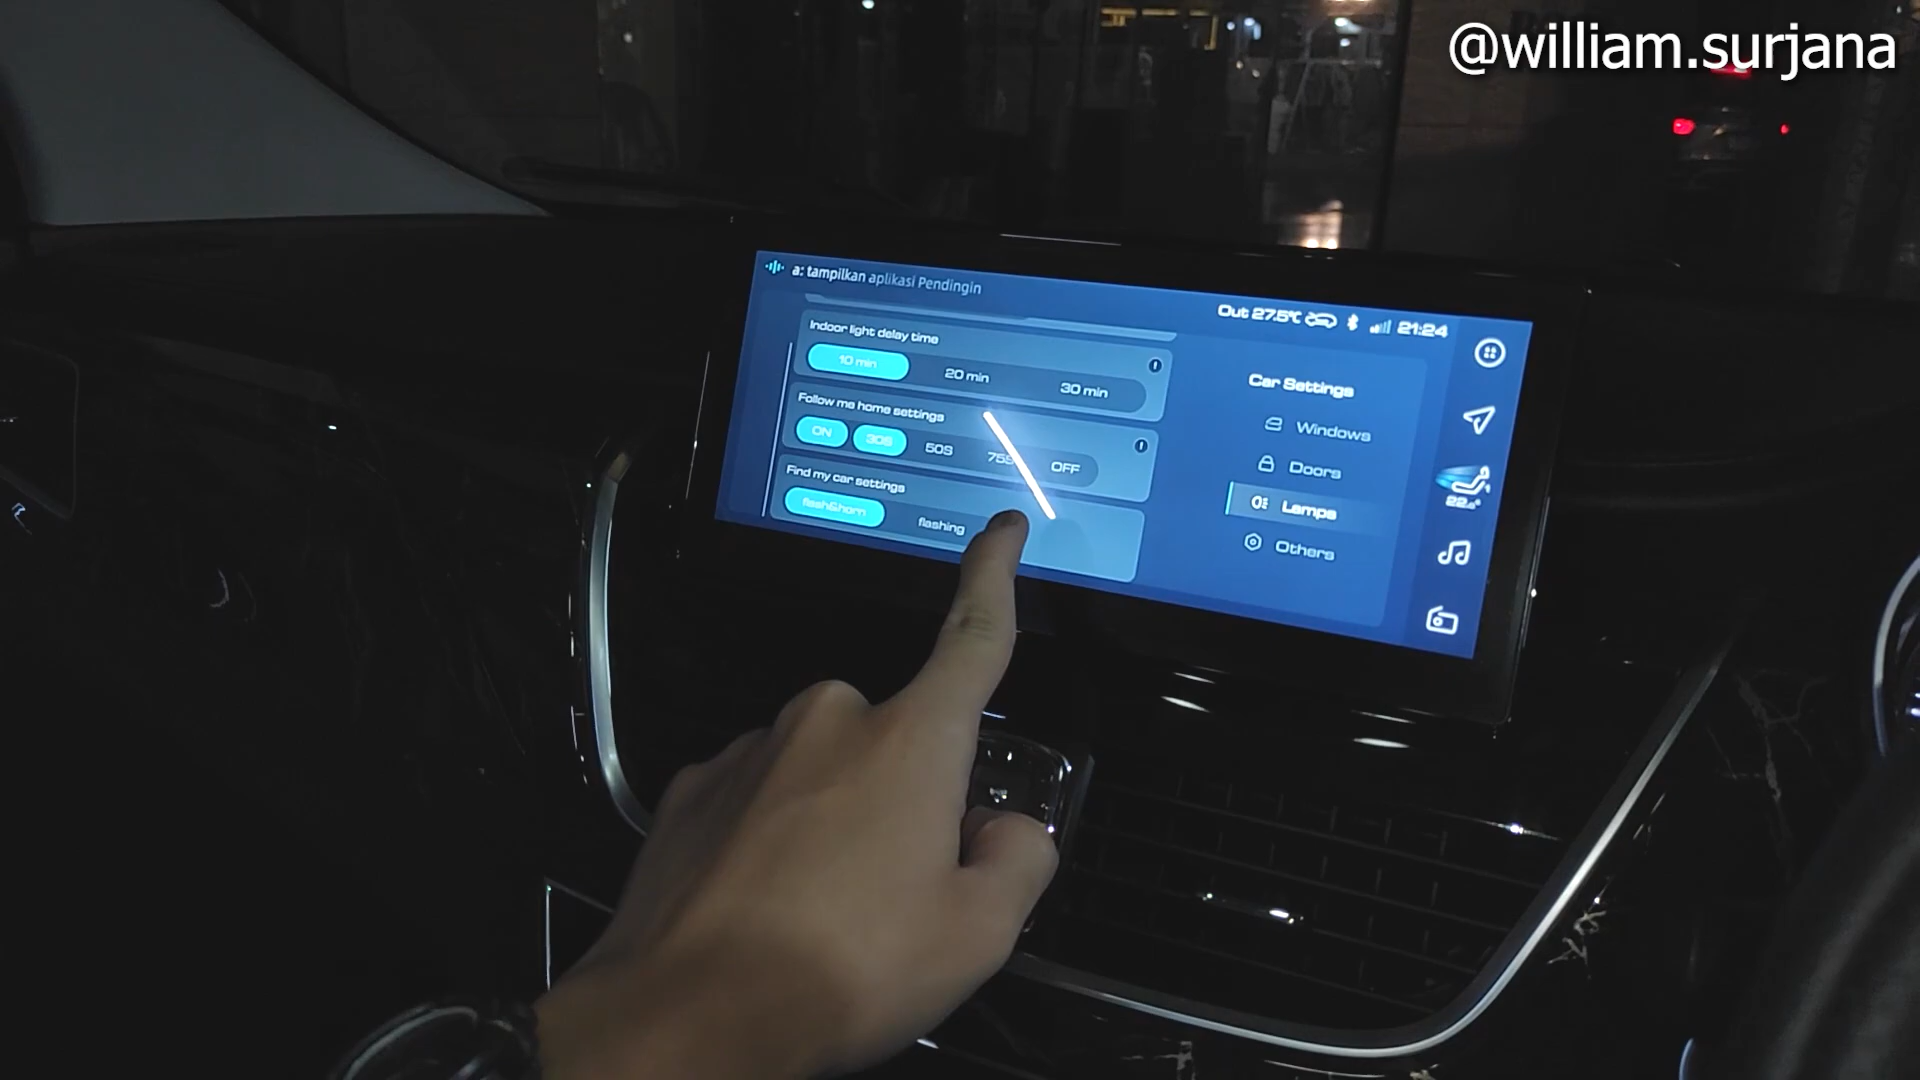 @william.surjana
a: tampilkan aplikasi Pendingin
Out 27.5℃ 21:24
Indoor light delay time
10 min 20 min 30 min
Follow me home settings
ON 30S 50S 75S OFF
Find my car settings
flash&horn flashing
Car Settings
Windows
Doors
Lamps
Others